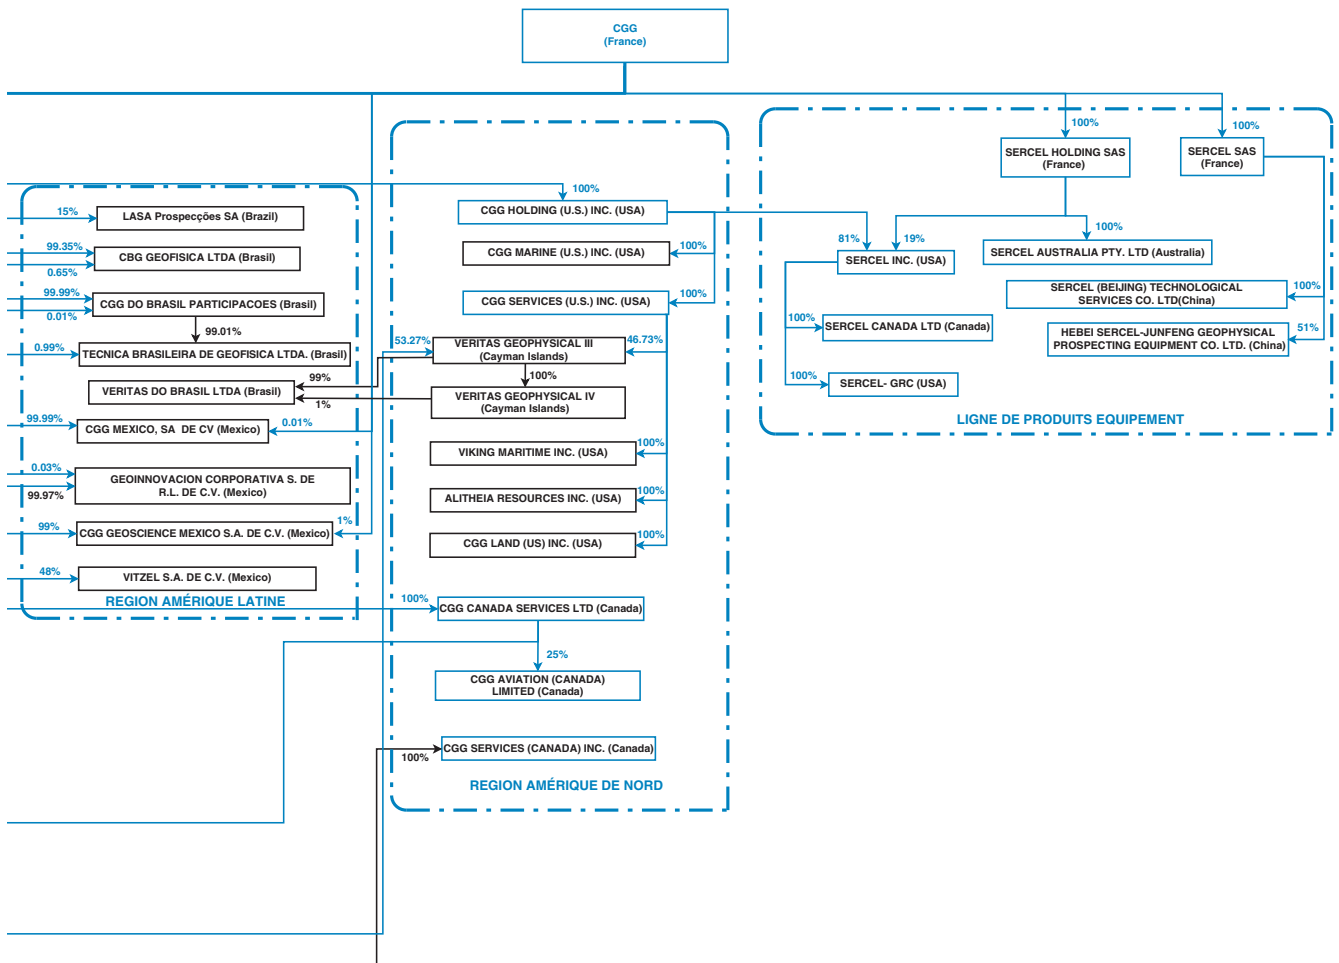 CGG
(France)
100%
100%
SERCEL HOLDING SAS
(France)
SERCEL SAS
(France)
81%
19%
100%
SERCEL INC. (USA)
SERCEL AUSTRALIA PTY. LTD (Australia)
SERCEL (BEIJING) TECHNOLOGICAL
SERVICES CO. LTD(China)
100%
100%
SERCEL CANADA LTD (Canada)
HEBEI SERCEL-JUNFENG GEOPHYSICAL
PROSPECTING EQUIPMENT CO. LTD. (China)
51%
100%
SERCEL- GRC (USA)
LIGNE DE PRODUITS EQUIPEMENT
100%
CGG HOLDING (U.S.) INC. (USA)
CGG MARINE (U.S.) INC. (USA)
100%
CGG SERVICES (U.S.) INC. (USA)
100%
53.27%
VERITAS GEOPHYSICAL III
(Cayman Islands)
46.73%
100%
VERITAS GEOPHYSICAL IV
(Cayman Islands)
VIKING MARITIME INC. (USA)
100%
ALITHEIA RESOURCES INC. (USA)
100%
CGG LAND (US) INC. (USA)
100%
100%
CGG CANADA SERVICES LTD (Canada)
25%
CGG AVIATION (CANADA)
LIMITED (Canada)
100%
CGG SERVICES (CANADA) INC. (Canada)
REGION AMÉRIQUE DE NORD
15%
LASA Prospecções SA (Brazil)
99.35%
CBG GEOFISICA LTDA (Brasil)
0.65%
99.99%
CGG DO BRASIL PARTICIPACOES (Brasil)
0.01%
99.01%
0.99%
TECNICA BRASILEIRA DE GEOFISICA LTDA. (Brasil)
VERITAS DO BRASIL LTDA (Brasil)
99%
1%
99.99%
CGG MEXICO, SA DE CV (Mexico)
0.01%
0.03%
GEOINNOVACION CORPORATIVA S. DE
R.L. DE C.V. (Mexico)
99.97%
99%
CGG GEOSCIENCE MEXICO S.A. DE C.V. (Mexico)
1%
48%
VITZEL S.A. DE C.V. (Mexico)
REGION AMÉRIQUE LATINE